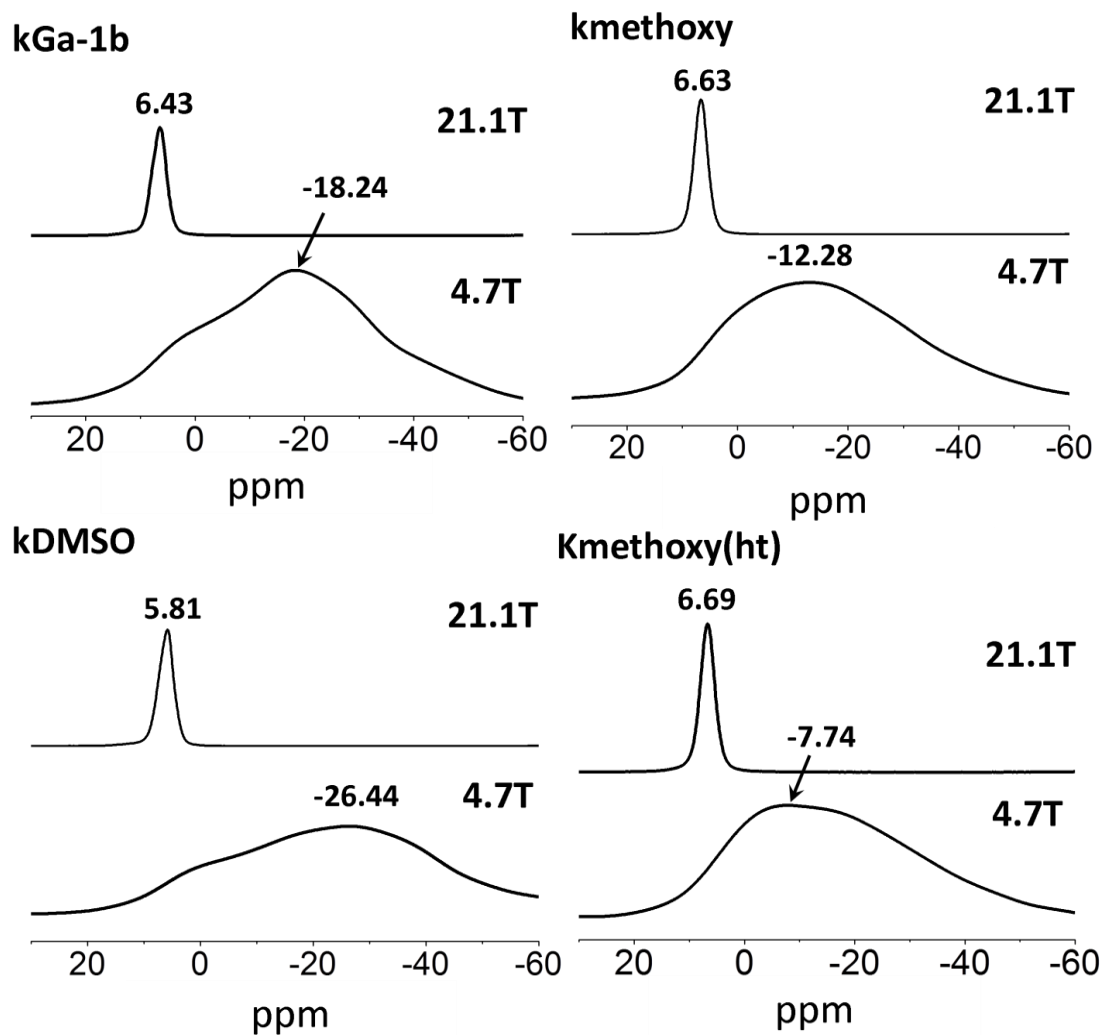 kGa-1b
6.43
21.1T
-18.24
4.7T
20 0 -20 -40 -60
ppm
kmethoxy
6.63
21.1T
-12.28
4.7T
20 0 -20 -40 -60
ppm
kDMSO
5.81
21.1T
-26.44
4.7T
20 0 -20 -40 -60
ppm
Kmethoxy(ht)
6.69
21.1T
-7.74
4.7T
20 0 -20 -40 -60
ppm